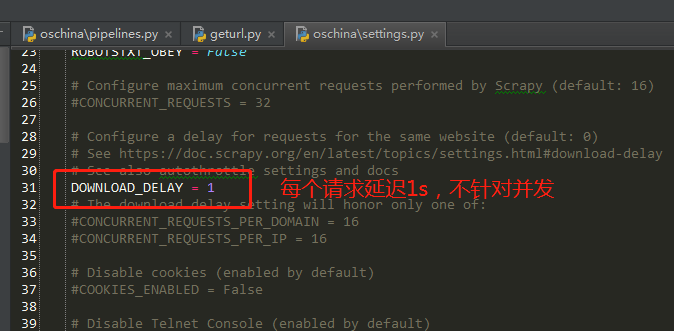 oschina\pipelines.py × geturl.py × oschina\settings.py ×
23 ROBOTSTXT_OBEY = False
24
25 # Configure maximum concurrent requests performed by Scrapy (default: 16)
26 #CONCURRENT_REQUESTS = 32
27
28 # Configure a delay for requests for the same website (default: 0)
29 # See https://doc.scrapy.org/en/latest/topics/settings.html#download-delay
30 # See also autothrottle settings and docs
31 DOWNLOAD_DELAY = 1 每个请求延迟1s，不针对并发
32 # The download delay setting will honor only one of:
33 #CONCURRENT_REQUESTS_PER_DOMAIN = 16
34 #CONCURRENT_REQUESTS_PER_IP = 16
35
36 # Disable cookies (enabled by default)
37 #COOKIES_ENABLED = False
38
39 # Disable Telnet Console (enabled by default)